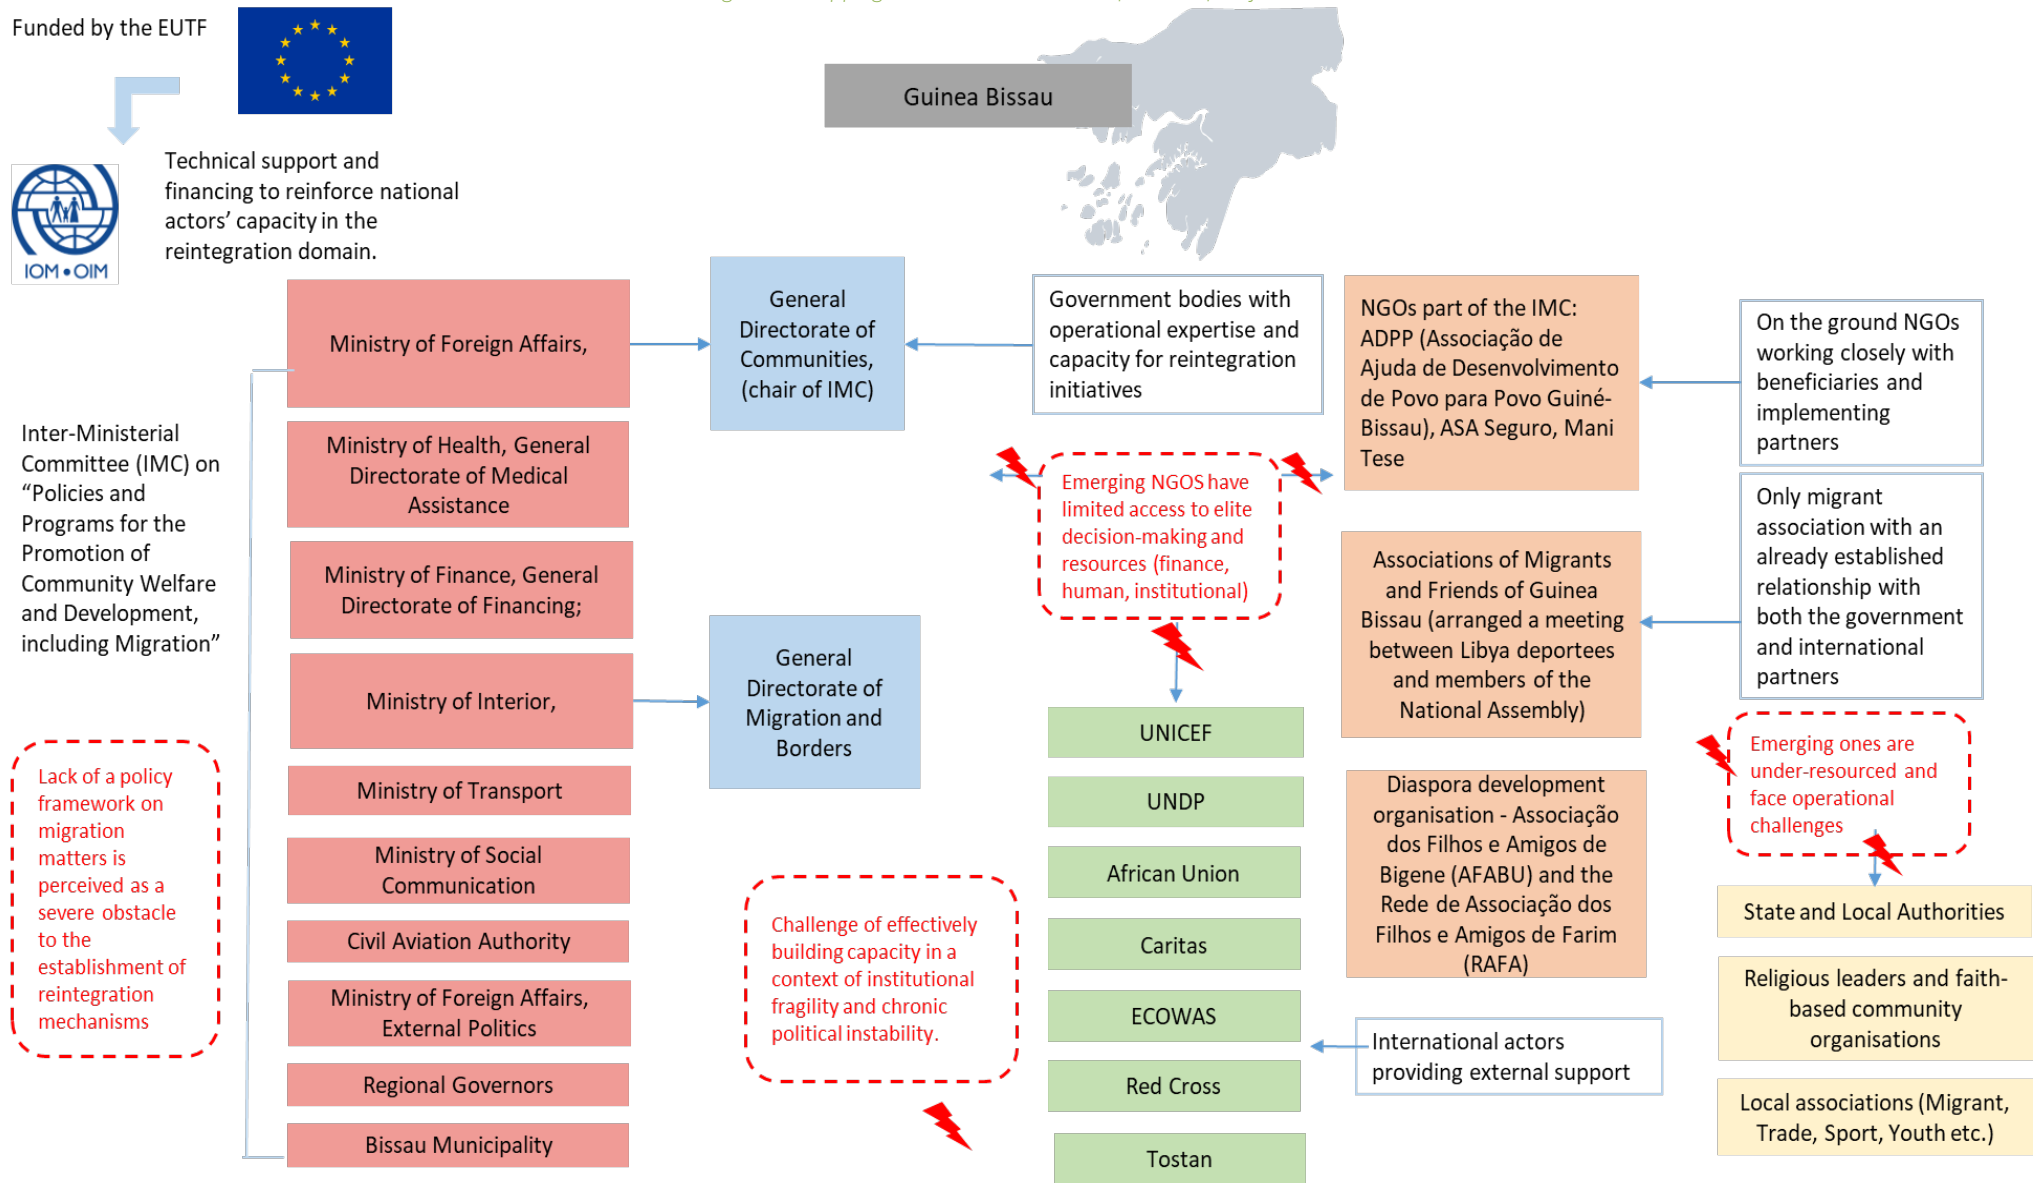 Funded by the EUTF
Guinea Bissau
Technical support and
financing to reinforce national
actors' capacity in the
reintegration domain.
IOM • OIM
Inter-Ministerial
Committee (IMC) on
“Policies and
Programs for the
Promotion of
Community Welfare
and Development,
including Migration”
Lack of a policy
framework on
migration
matters is
perceived as a
severe obstacle
to the
establishment of
reintegration
mechanisms
Ministry of Foreign Affairs,
Ministry of Health, General
Directorate of Medical
Assistance
Ministry of Finance, General
Directorate of Financing;
Ministry of Interior,
Ministry of Transport
Ministry of Social
Communication
Civil Aviation Authority
Ministry of Foreign Affairs,
External Politics
Regional Governors
Bissau Municipality
General
Directorate of
Communities,
(chair of IMC)
General
Directorate of
Migration and
Borders
Challenge of effectively
building capacity in a
context of institutional
fragility and chronic
political instability.
Government bodies with
operational expertise and
capacity for reintegration
initiatives
Emerging NGOS have
limited access to elite
decision-making and
resources (finance,
human, institutional)
UNICEF
UNDP
African Union
Caritas
ECOWAS
Red Cross
Tostan
NGOs part of the IMC:
ADPP (Associação de
Ajuda de Desenvolvimento
de Povo para Povo Guiné-
Bissau), ASA Seguro, Mani
Tese
Associations of Migrants
and Friends of Guinea
Bissau (arranged a meeting
between Libya deportees
and members of the
National Assembly)
Diaspora development
organisation - Associação
dos Filhos e Amigos de
Bigene (AFABU) and the
Rede de Associação dos
Filhos e Amigos de Farim
(RAFA)
International actors
providing external support
On the ground NGOs
working closely with
beneficiaries and
implementing
partners
Only migrant
association with an
already established
relationship with
both the government
and international
partners
Emerging ones are
under-resourced and
face operational
challenges
State and Local Authorities
Religious leaders and faith-
based community
organisations
Local associations (Migrant,
Trade, Sport, Youth etc.)